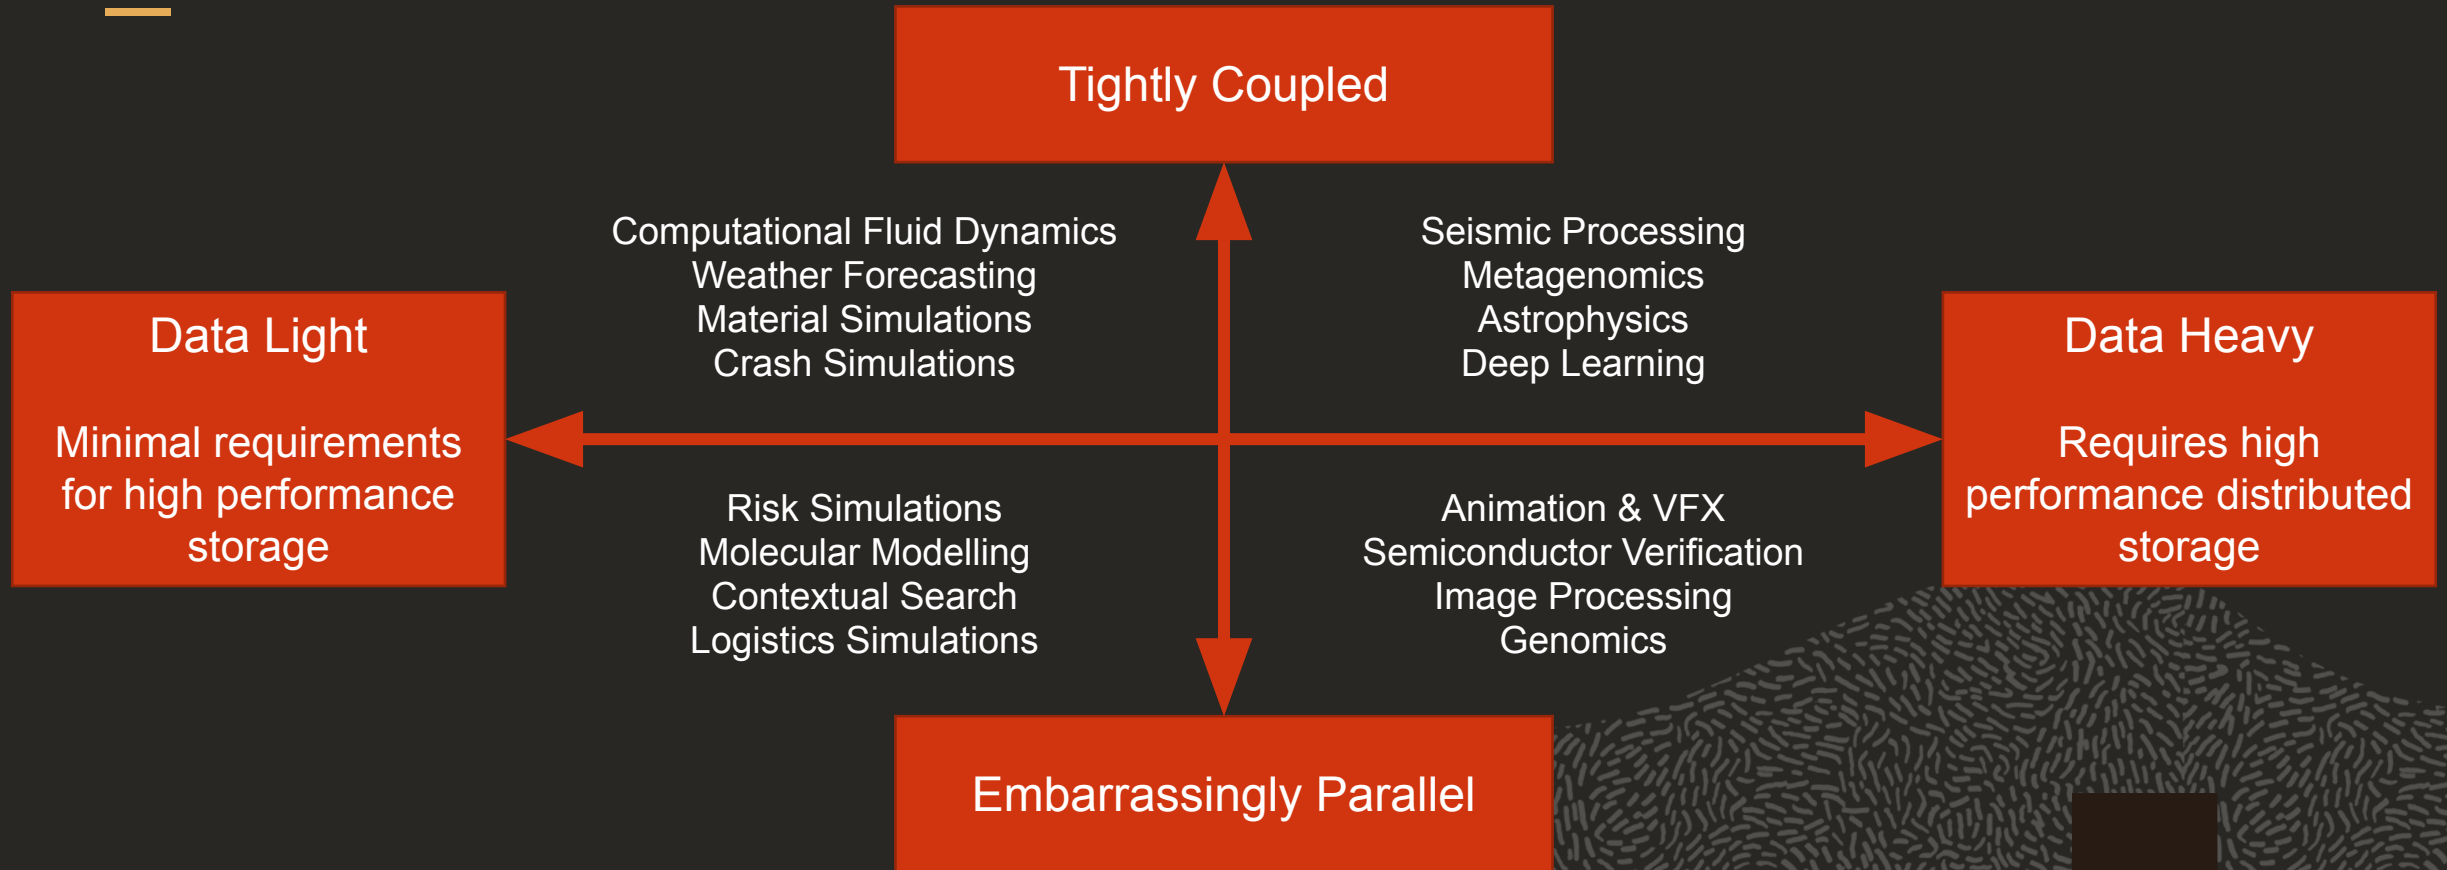 Tightly Coupled
Computational Fluid Dynamics
Weather Forecasting
Material Simulations
Crash Simulations
Seismic Processing
Metagenomics
Astrophysics
Deep Learning
Data Light
Minimal requirements
for high performance
storage
Data Heavy
Requires high
performance distributed
storage
Risk Simulations
Molecular Modelling
Contextual Search
Logistics Simulations
Animation & VFX
Semiconductor Verification
Image Processing
Genomics
Embarrassingly Parallel